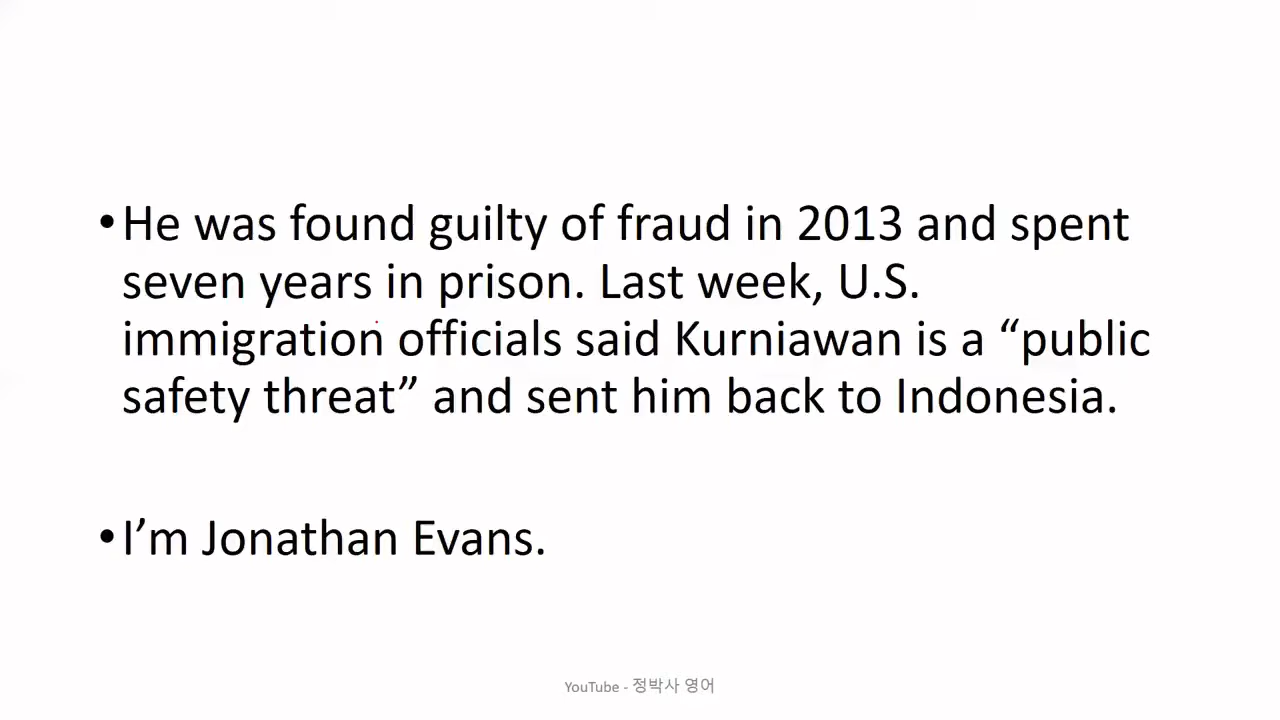 •He was found guilty of fraud in 2013 and spent
seven years in prison. Last week, U.S.
immigration officials said Kurniawan is a “public
safety threat” and sent him back to Indonesia.
•I’m Jonathan Evans.
YouTube - 정박사 영어